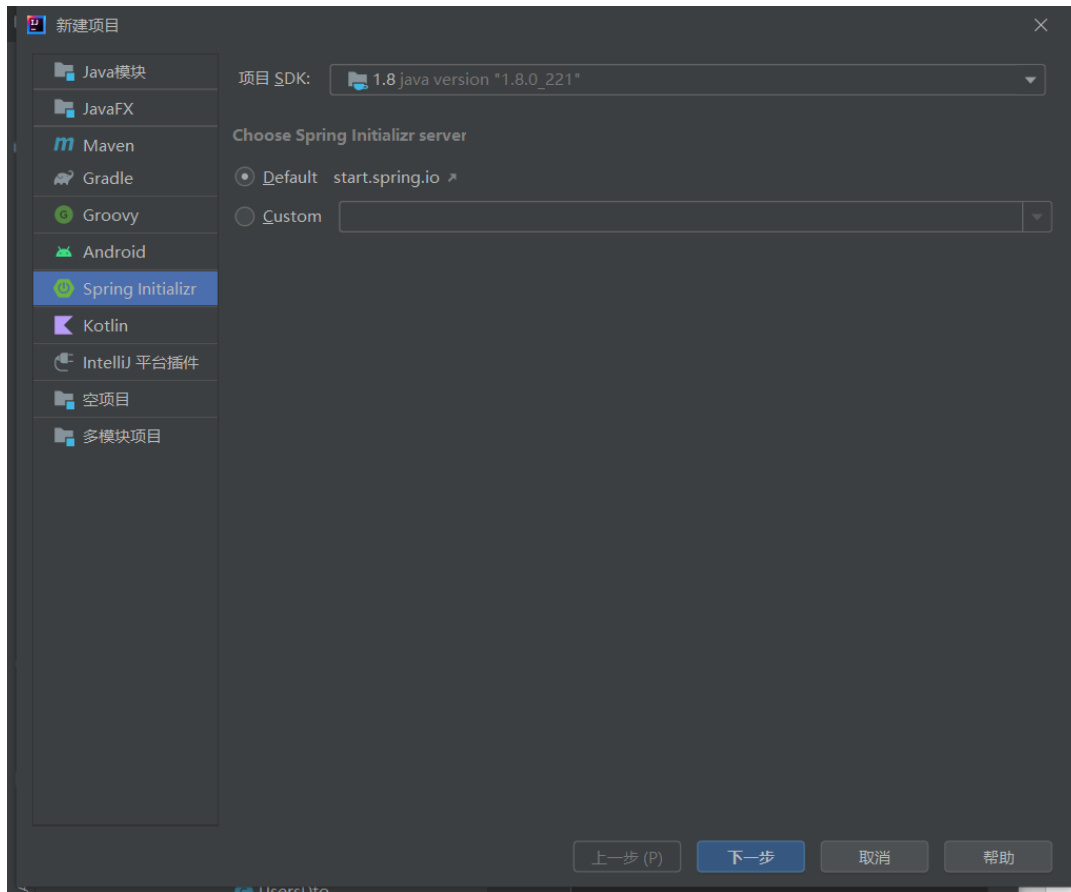 新建项目
Java模块
JavaFX
Maven
Gradle
Groovy
Android
Spring Initializr
Kotlin
IntelliJ 平台插件
空项目
多模块项目
项目 SDK: 1.8 java version "1.8.0_221"
Choose Spring Initializr server
Default start.spring.io
Custom
上一步 (P)
下一步
取消
帮助